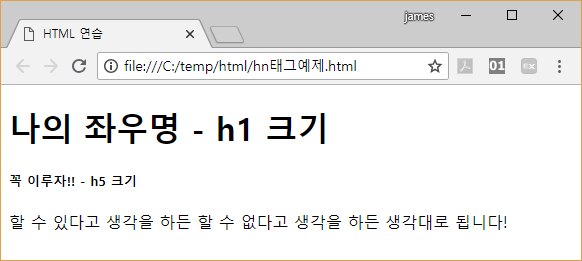 james
HTML 연습
file:///C:/temp/html/hn태그예제.html
01
나의 좌우명 - h1 크기
꼭 이루자!! - h5 크기
할 수 있다고 생각을 하든 할 수 없다고 생각을 하든 생각대로 됩니다!